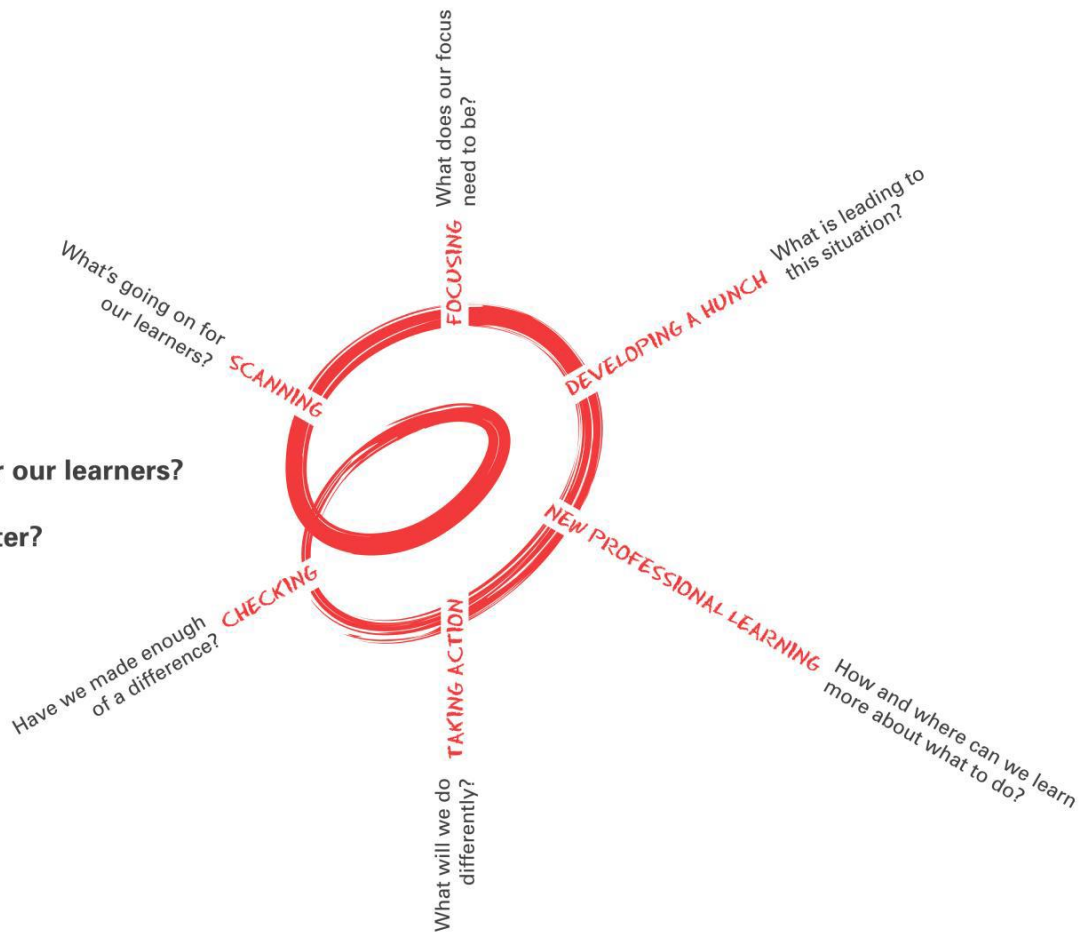 What does our focus
need to be?
FOCUSING
What is leading to
this situation?
DEVELOPING A HUNCH
What's going on for
our learners?
SCANNING
r our learners?
ter?
NEW PROFESSIONAL LEARNING
How and where can we learn
more about what to do?
CHECKING
Have we made enough
of a difference?
TAKING ACTION
What will we do
differently?